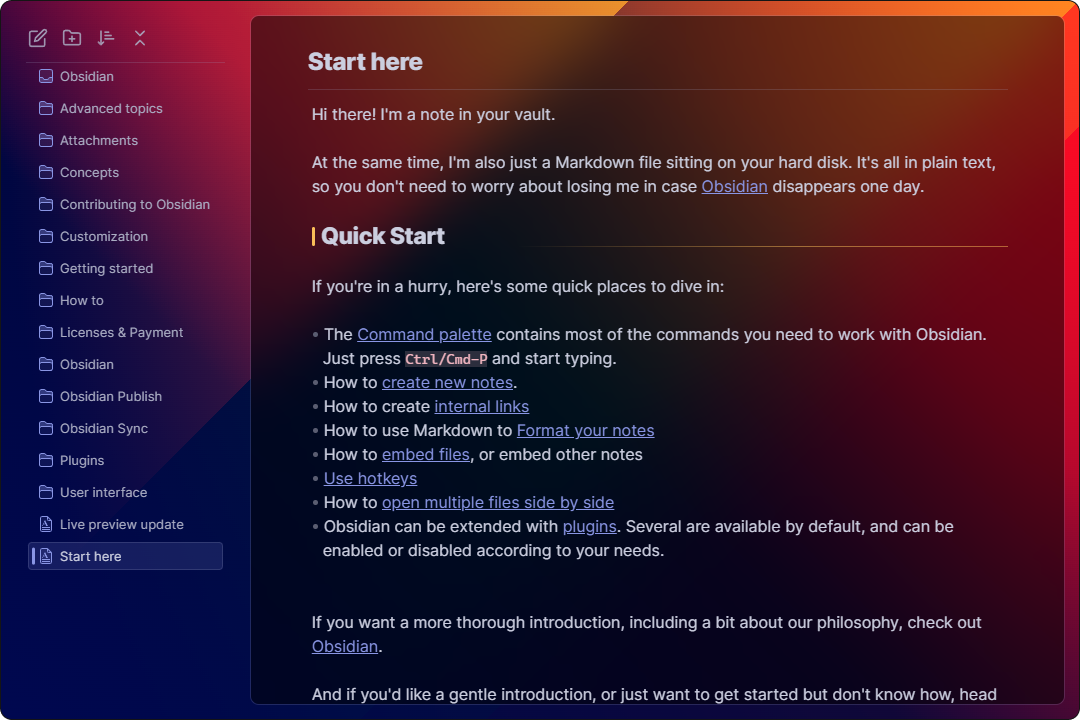 Obsidian
Advanced topics
Attachments
Concepts
Contributing to Obsidian
Customization
Getting started
How to
Licenses & Payment
Obsidian
Obsidian Publish
Obsidian Sync
Plugins
User interface
Live preview update
Start here
Start here
Hi there! I'm a note in your vault.
At the same time, I'm also just a Markdown file sitting on your hard disk. It's all in plain text,
so you don't need to worry about losing me in case Obsidian disappears one day.
Quick Start
If you're in a hurry, here's some quick places to dive in:
• The Command palette contains most of the commands you need to work with Obsidian.
Just press Ctrl/Cmd-P and start typing.
• How to create new notes.
• How to create internal links
• How to use Markdown to Format your notes
• How to embed files, or embed other notes
• Use hotkeys
• How to open multiple files side by side
• Obsidian can be extended with plugins. Several are available by default, and can be
enabled or disabled according to your needs.
If you want a more thorough introduction, including a bit about our philosophy, check out
Obsidian.
And if you'd like a gentle introduction, or just want to get started but don't know how, head